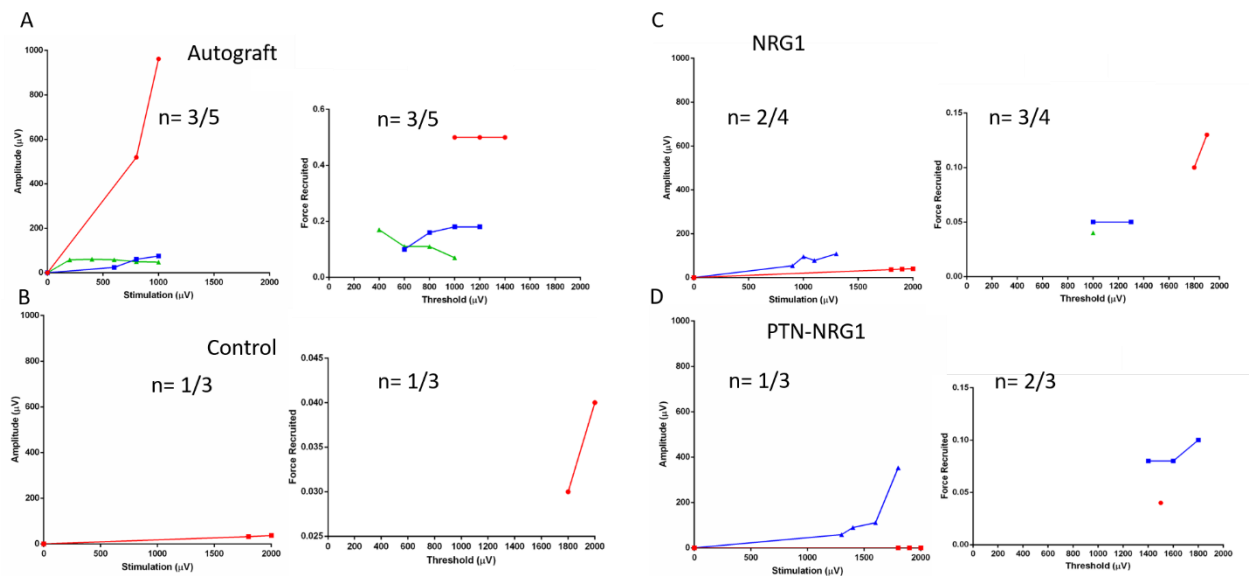 A
Autograft
n= 3/5
Amplitude (µV)
1000
800
600
400
200
0
0 500 1000 1500 2000
Stimulation (µV)
n= 3/5
Force Recruited
0.6
0.4
0.2
0.0
0 200 400 600 800 1000 1200 1400 1600 1800 2000
Threshold (µV)
B
Control
n= 1/3
Amplitude (µV)
1000
800
600
400
200
0
0 500 1000 1500 2000
Stimulation (µV)
n= 1/3
Force Recruited
0.045
0.040
0.035
0.030
0.025
0 200 400 600 800 1000 1200 1400 1600 1800 2000
Threshold (µV)
C
NRG1
n= 2/4
Amplitude (µV)
1000
800
600
400
200
0
0 500 1000 1500 2000
Stimulation (µV)
n= 3/4
Force Recruited
0.15
0.10
0.05
0.00
0 200 400 600 800 1000 1200 1400 1600 1800 2000
Threshold (µV)
D
PTN-NRG1
n= 1/3
Amplitude (µV)
1000
800
600
400
200
0
0 500 1000 1500 2000
Stimulation (µV)
n= 2/3
Force Recruited
0.15
0.10
0.05
0.00
0 200 400 600 800 1000 1200 1400 1600 1800 2000
Threshold (µV)